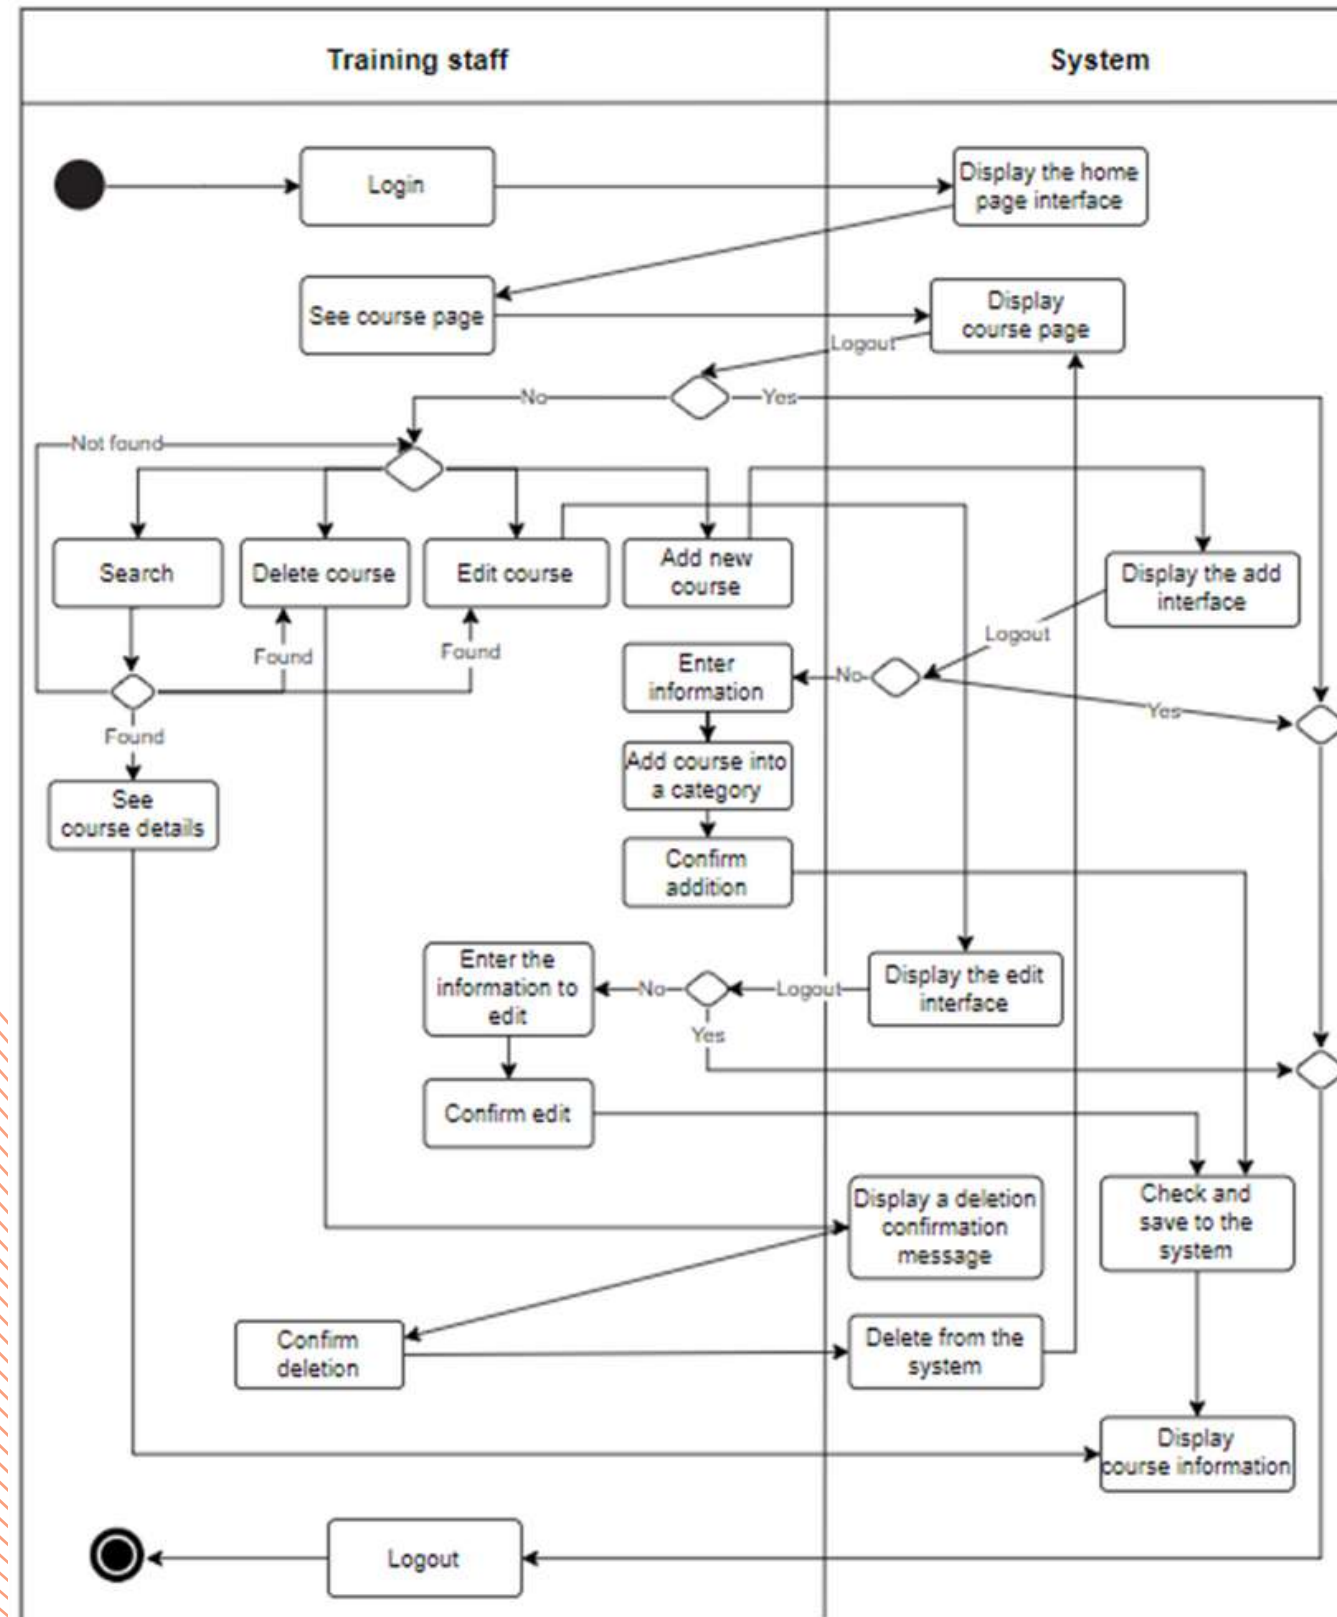 Training staff
System
Login
Display the home
page interface
See course page
Display
course page
Logout
No
Yes
Not found
Search
Delete course
Edit course
Add new
course
Display the add
interface
Logout
Found
Found
Enter
information
No
Yes
Found
Add course into
a category
See
course details
Confirm
addition
Enter the
information to
edit
No
Logout
Display the edit
interface
Yes
Confirm edit
Display a deletion
confirmation
message
Check and
save to the
system
Confirm
deletion
Delete from the
system
Display
course information
Logout